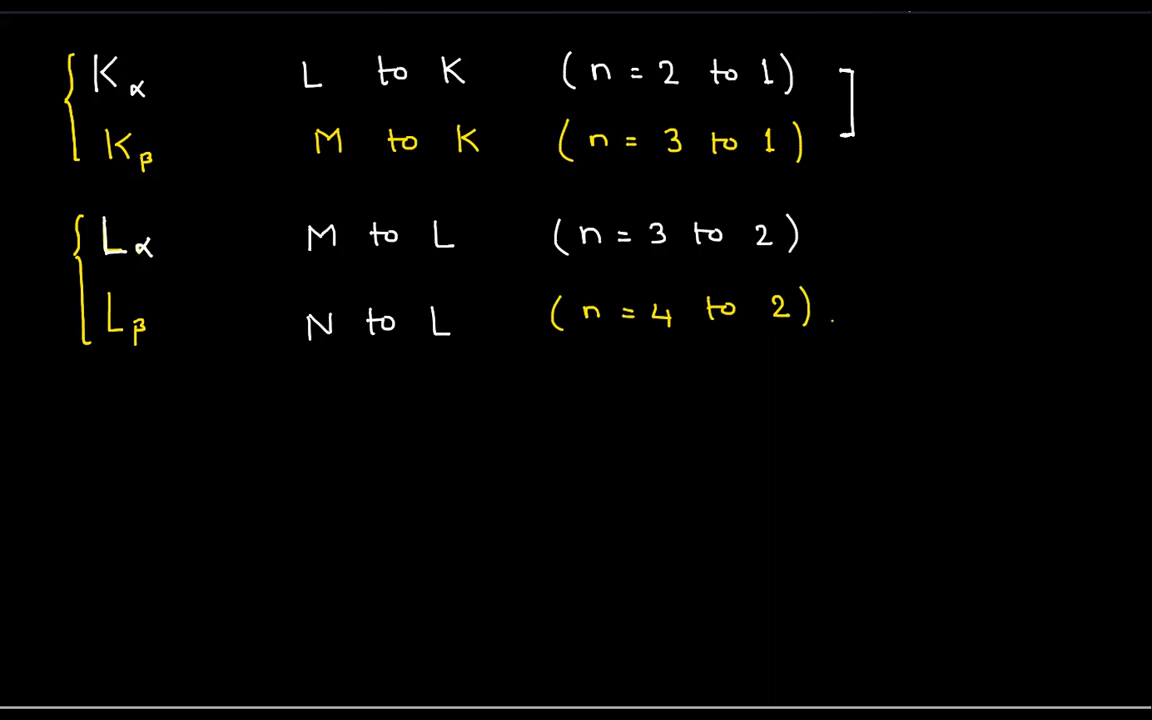 Kα L to K (n = 2 to 1)
Kβ M to K (n = 3 to 1)
Lα M to L (n = 3 to 2)
Lβ N to L (n = 4 to 2).